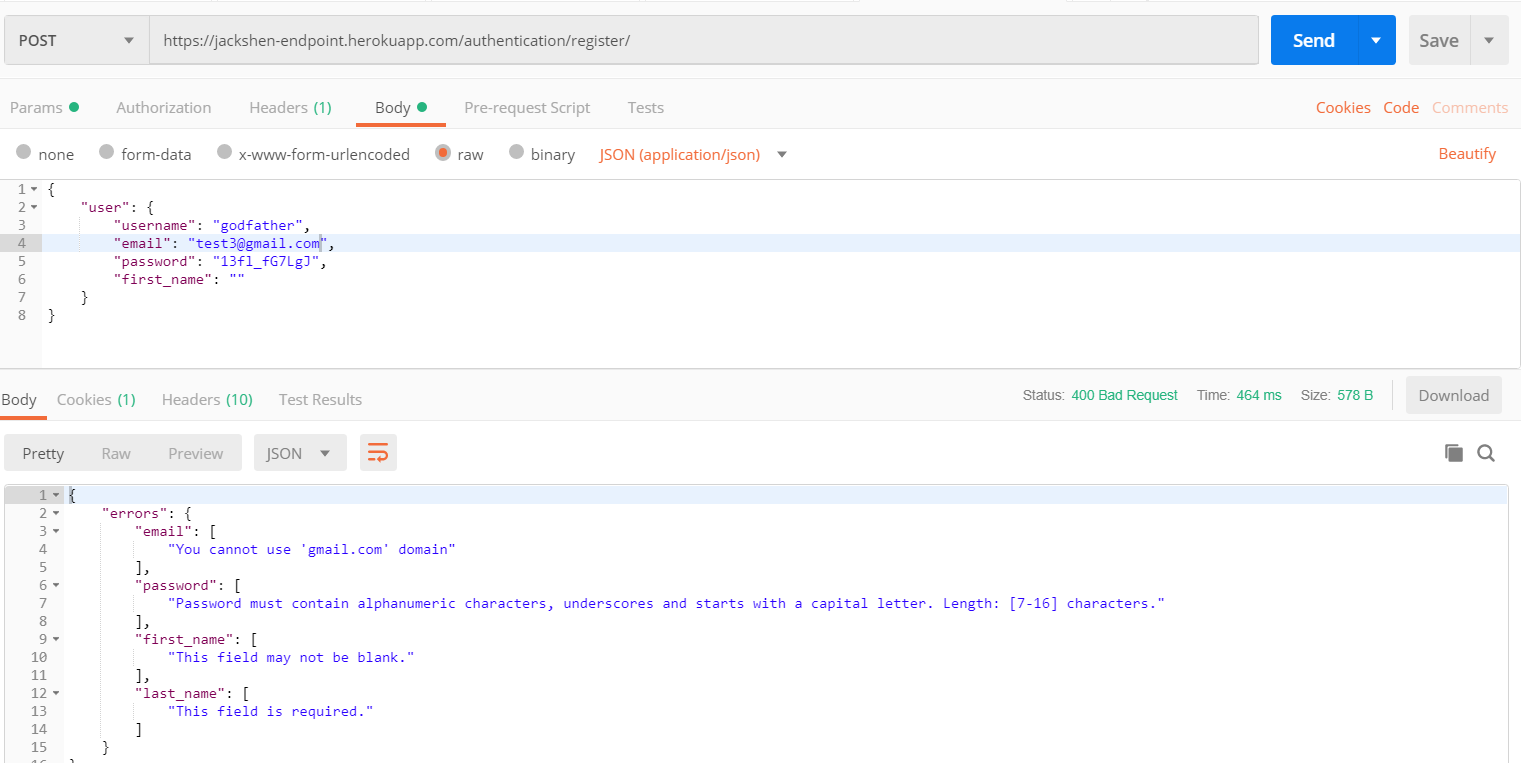 POST https://jackshen-endpoint.herokuapp.com/authentication/register/ Send Save
Params Authorization Headers (1) Body Pre-request Script Tests Cookies Code Comments
none form-data x-www-form-urlencoded raw binary JSON (application/json) Beautify
1 {
2 "user": {
3 "username": "godfather",
4 "email": "test3@gmail.com",
5 "password": "13fl_fG7LgJ",
6 "first_name": ""
7 }
8 }
Body Cookies (1) Headers (10) Test Results Status: 400 Bad Request Time: 464 ms Size: 578 B Download
Pretty Raw Preview JSON
1 {
2 "errors": {
3 "email": [
4 "You cannot use 'gmail.com' domain"
5 ],
6 "password": [
7 "Password must contain alphanumeric characters, underscores and starts with a capital letter. Length: [7-16] characters."
8 ],
9 "first_name": [
10 "This field may not be blank."
11 ],
12 "last_name": [
13 "This field is required."
14 ]
15 }
16 }